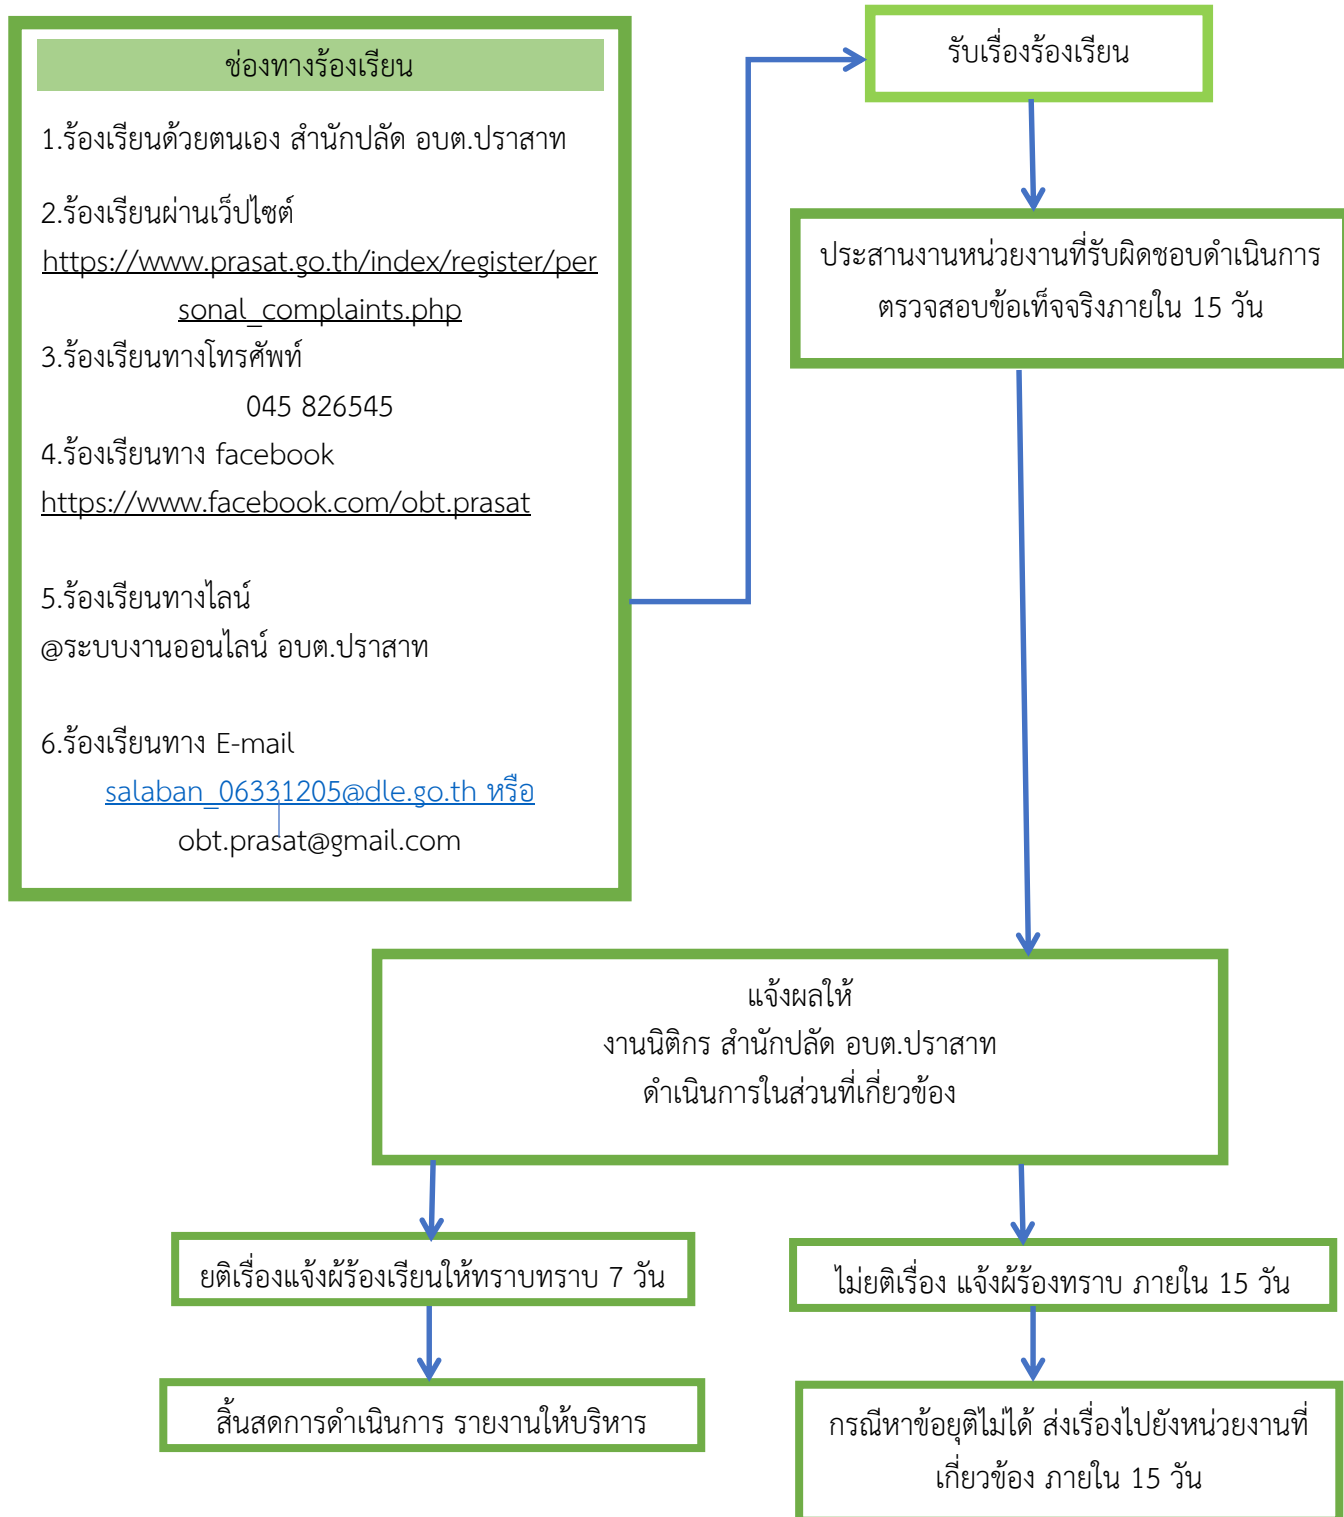 ช่องทางร้องเรียน
1.ร้องเรียนด้วยตนเอง สำนักปลัด อบต.ปราสาท
2.ร้องเรียนผ่านเว็ปไซต์
https://www.prasat.go.th/index/register/per
sonal_complaints.php
3.ร้องเรียนทางโทรศัพท์
045 826545
4.ร้องเรียนทาง facebook
https://www.facebook.com/obt.prasat
5.ร้องเรียนทางไลน์
@ระบบงานออนไลน์ อบต.ปราสาท
6.ร้องเรียนทาง E-mail
salaban_06331205@dle.go.th หรือ
obt.prasat@gmail.com
รับเรื่องร้องเรียน
ประสานงานหน่วยงานที่รับผิดชอบดำเนินการ
ตรวจสอบข้อเท็จจริงภายใน 15 วัน
แจ้งผลให้
งานนิติกร สำนักปลัด อบต.ปราสาท
ดำเนินการในส่วนที่เกี่ยวข้อง
ยติเรื่องแจ้งผ้ร้องเรียนให้ทราบทราบ 7 วัน
ไม่ยติเรื่อง แจ้งผ้ร้องทราบ ภายใน 15 วัน
สิ้นสดการดำเนินการ รายงานให้บริหาร
กรณีหาข้อยุติไม่ได้ ส่งเรื่องไปยังหน่วยงานที่
เกี่ยวข้อง ภายใน 15 วัน